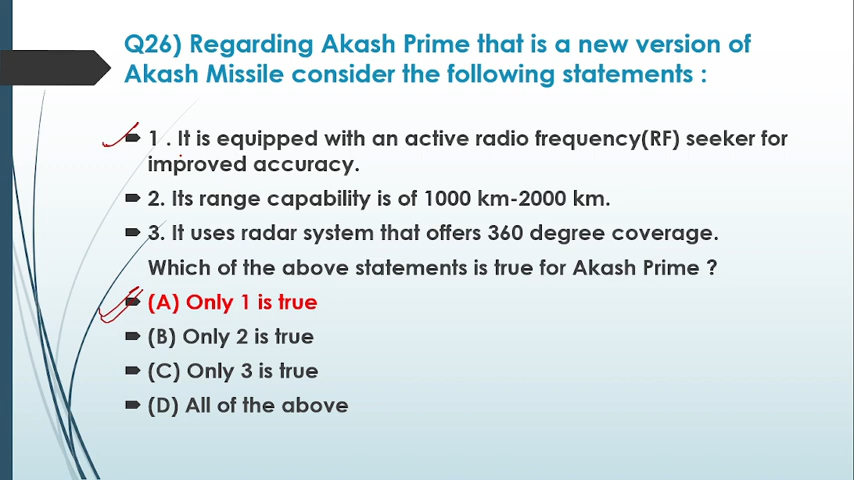 Q26) Regarding Akash Prime that is a new version of
Akash Missile consider the following statements :
1 . It is equipped with an active radio frequency(RF) seeker for
improved accuracy.
2. Its range capability is of 1000 km-2000 km.
3. It uses radar system that offers 360 degree coverage.
Which of the above statements is true for Akash Prime ?
(A) Only 1 is true
(B) Only 2 is true
(C) Only 3 is true
(D) All of the above